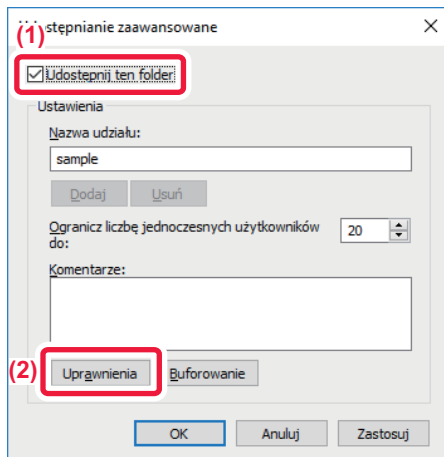 (1)
stępnianie zaawansowane
Udostępnij ten folder
Ustawienia
Nazwa udziału:
sample
Dodaj
Usuń
Ogranicz liczbę jednoczesnych użytkowników
do:
20
Komentarze:
(2)
Uprawnienia
Buforowanie
OK
Anuluj
Zastosuj